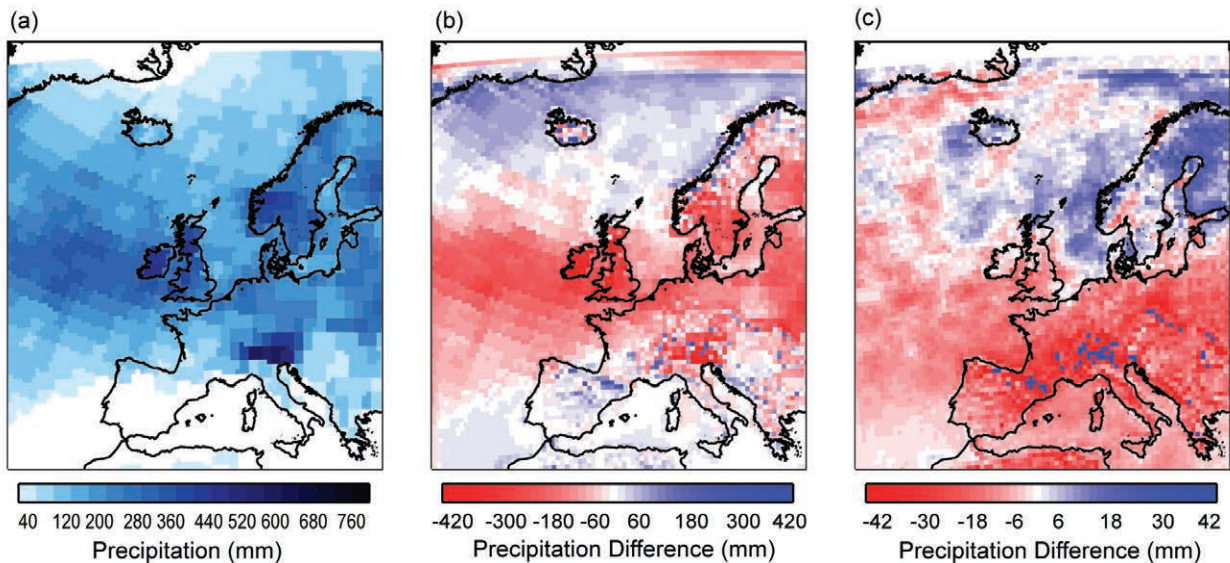 (a)
(b)
(c)
40 120 200 280 360 440 520 600 680 760
Precipitation (mm)
-420 -300 -180 -60 60 180 300 420
Precipitation Difference (mm)
-42 -30 -18 -6 6 18 30 42
Precipitation Difference (mm)